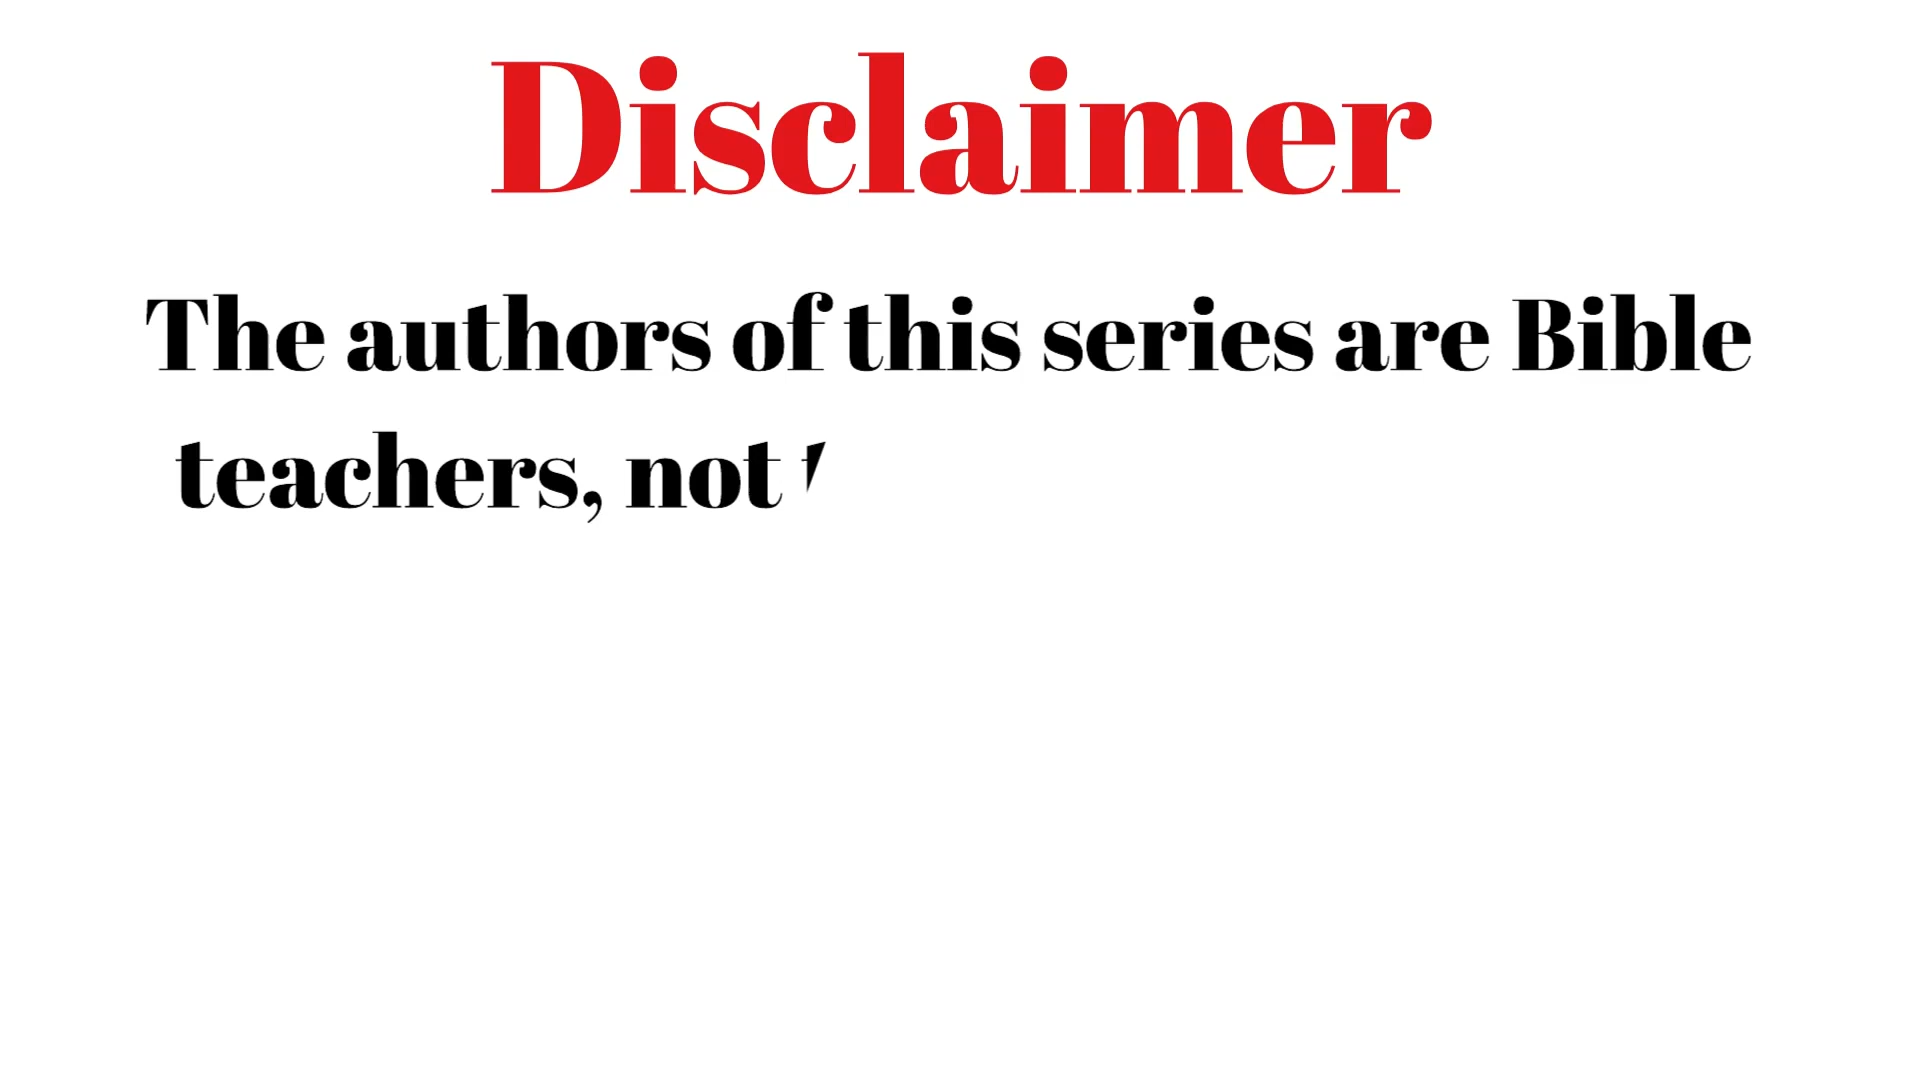 Disclaimer
The authors of this series are Bible
teachers, not